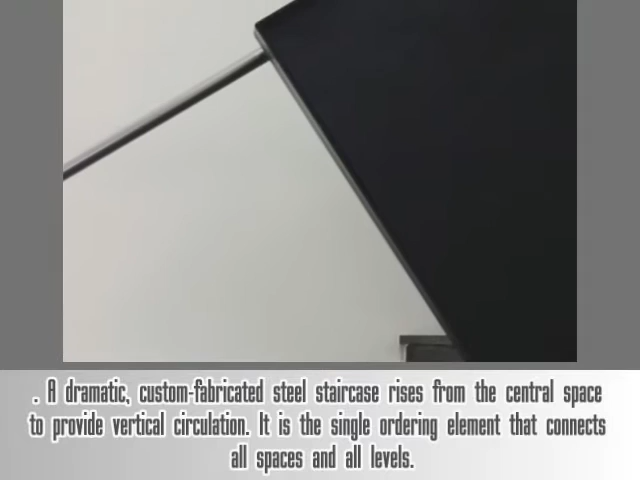 . A dramatic, custom-fabricated steel staircase rises from the central space
to provide vertical circulation. It is the single ordering element that connects
all spaces and all levels.